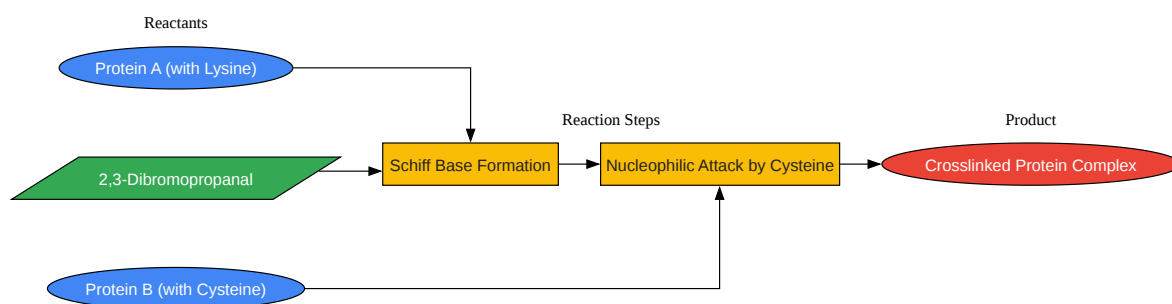 Reactants
Protein A (with Lysine)
Reaction Steps
Product
2,3-Dibromopropanal
Schiff Base Formation
Nucleophilic Attack by Cysteine
Crosslinked Protein Complex
Protein B (with Cysteine)